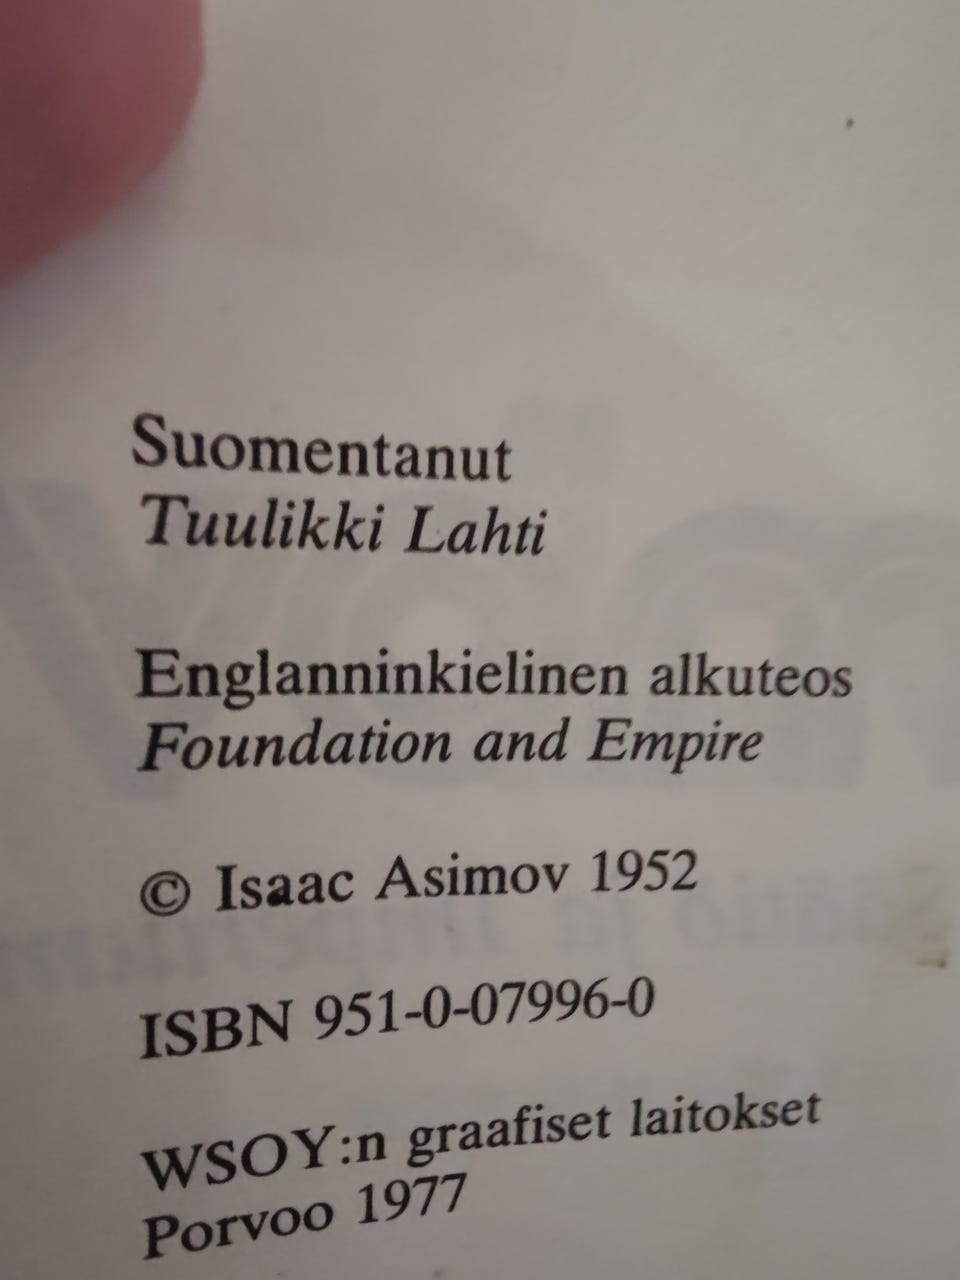 Suomentanut
Tuulikki Lahti
Englanninkielinen alkuteos
Foundation and Empire
© Isaac Asimov 1952
ISBN 951-0-07996-0
WSOY:n graafiset laitokset
Porvoo 1977